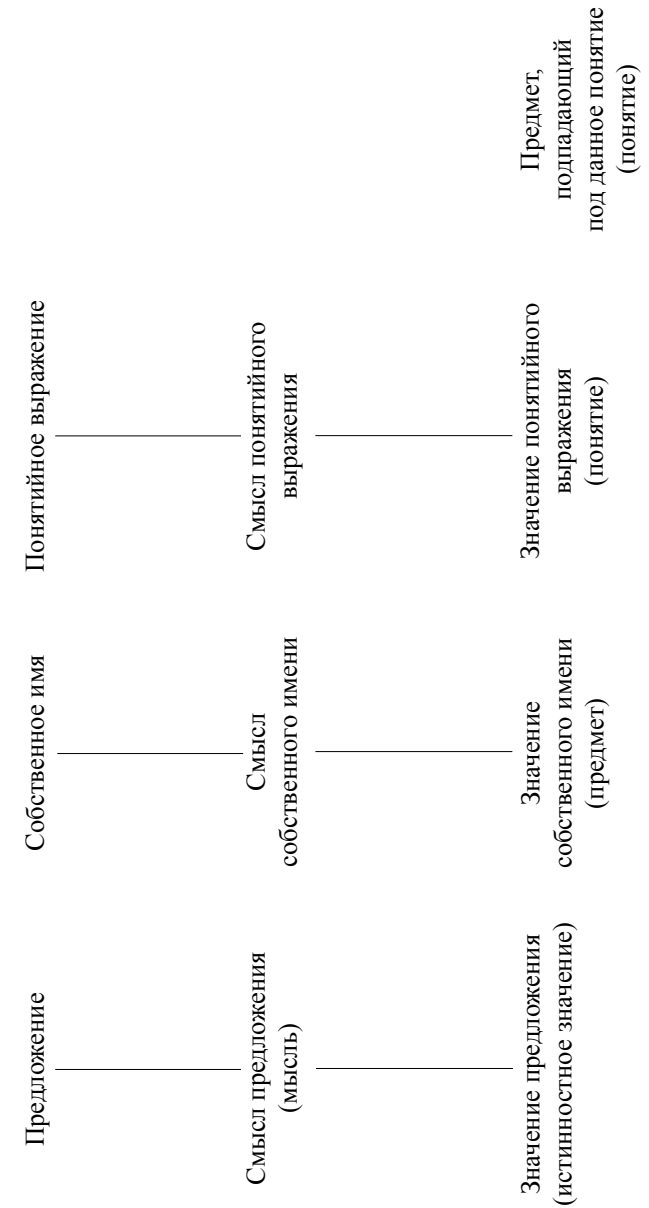 Предложение
Собственное имя
Понятийное выражение
Смысл предложения
(мысль)
Смысл
собственного имени
Смысл понятийного
выражения
Значение предложения
(истинностное значение)
Значение
собственного имени
(предмет)
Значение понятийного
выражения
(понятие)
Предмет,
подпадающий
под данное понятие
(понятие)